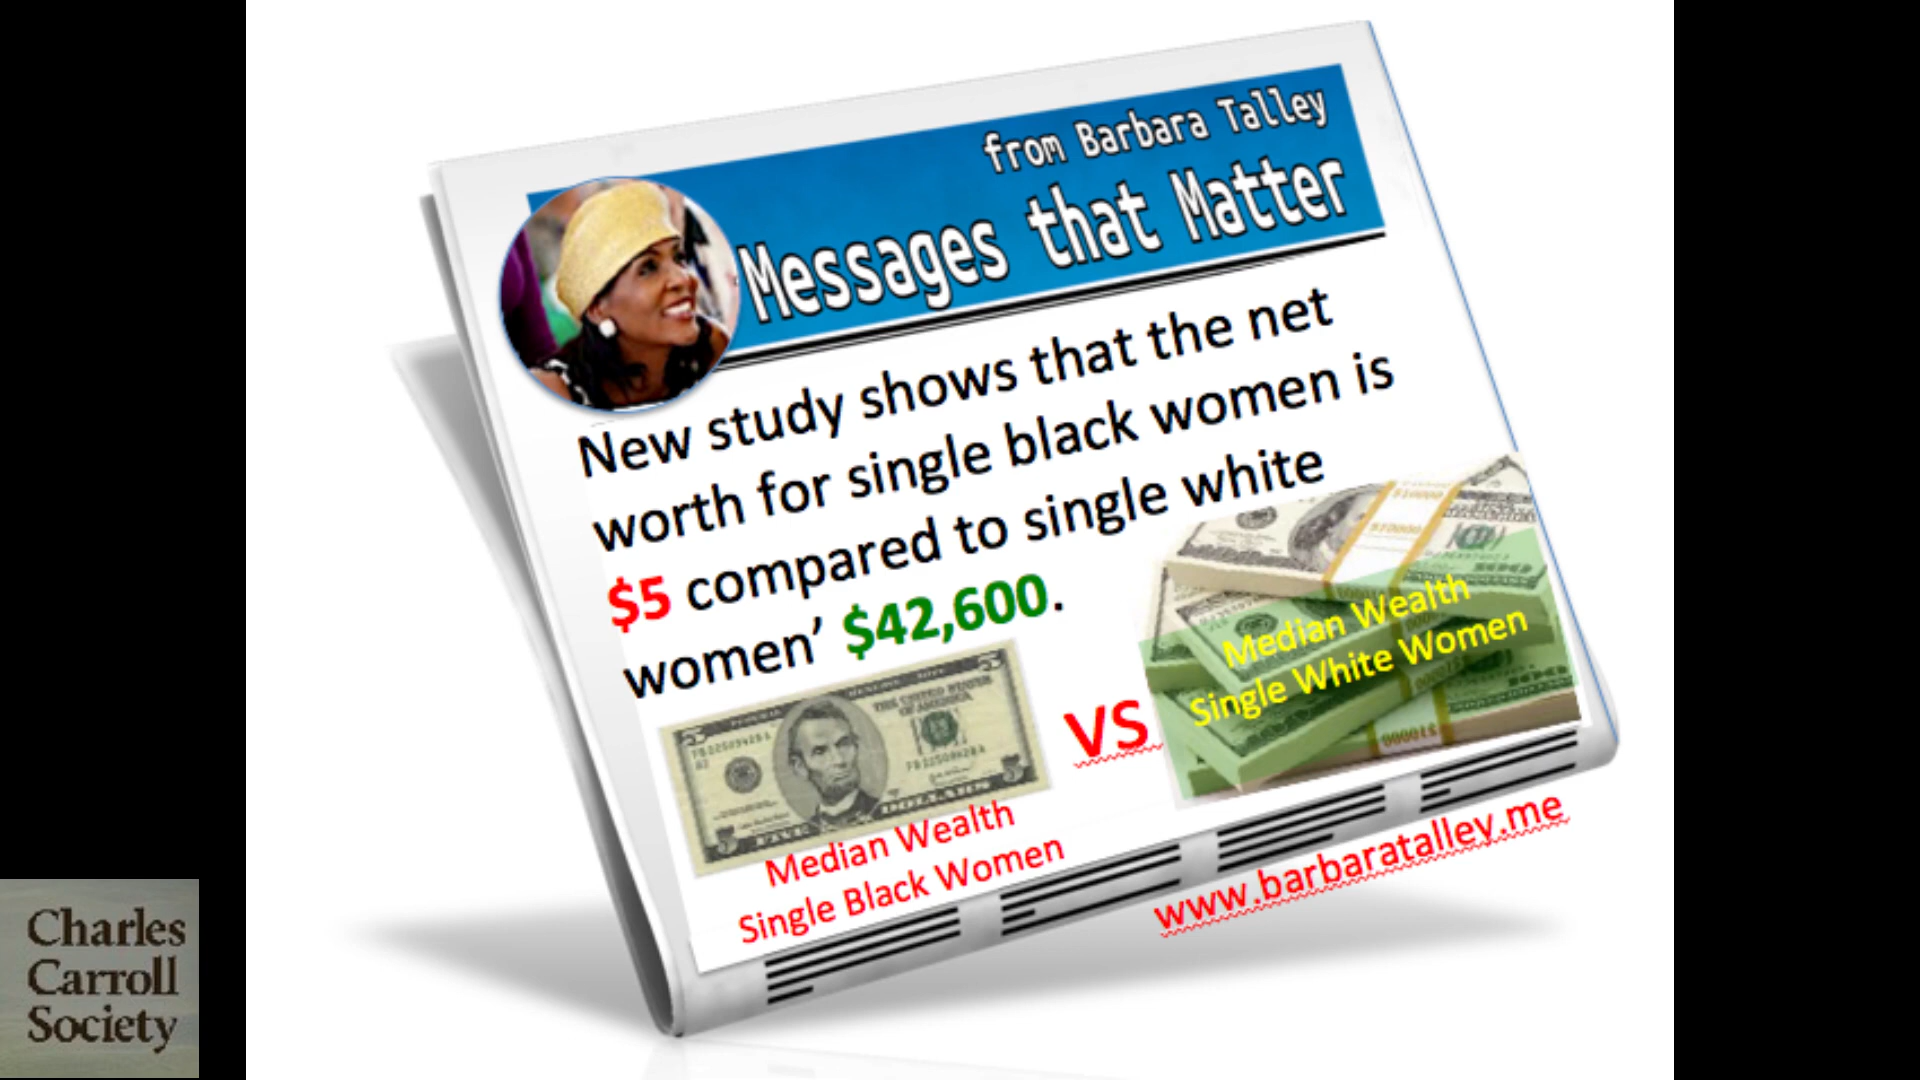 from Barbara Talley
Messages that Matter
New study shows that the net
worth for single black women is
$5 compared to single white
women’ $42,600.
VS
Median Wealth
Single White Women
Median Wealth
Single Black Women
www.barbaratalley.me
Charles
Carroll
Society